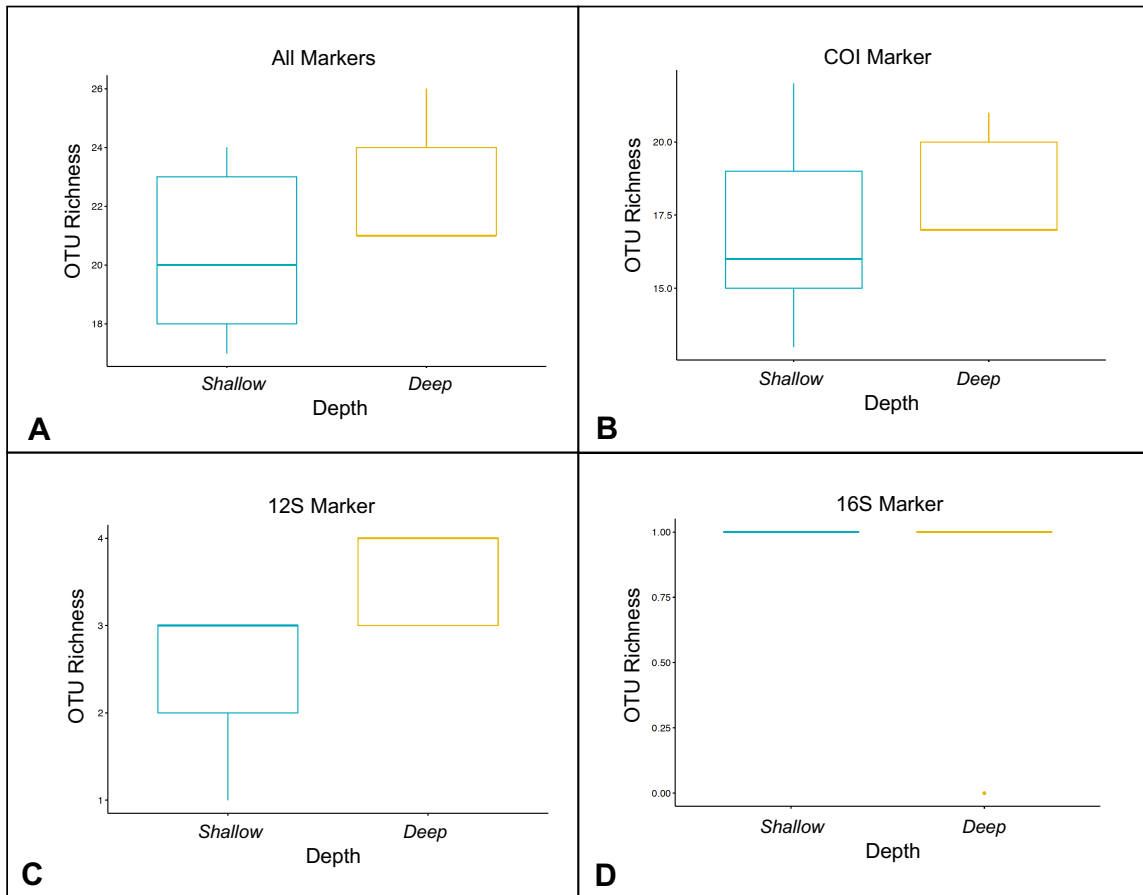 All Markers
OTU Richness
26
24
22
20
18
Shallow
Deep
Depth
A
COI Marker
OTU Richness
20.0
17.5
15.0
Shallow
Deep
Depth
B
12S Marker
OTU Richness
4
3
2
1
Shallow
Deep
Depth
C
16S Marker
OTU Richness
1.00
0.75
0.50
0.25
0.00
Shallow
Deep
Depth
D